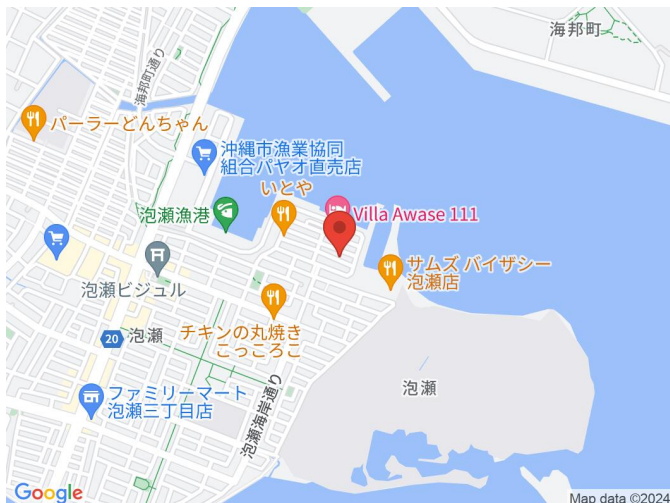 海邦町
海邦町通り
パーラーどんちゃん
沖縄市漁業協同
組合パヤオ直売店
いとや
Villa Awase 111
泡瀬漁港
サムズ バイザシー
泡瀬店
泡瀬ビジュル
チキンの丸焼き
こっころこ
20
泡瀬
泡瀬
ファミリーマート
泡瀬三丁目店
泡瀬海岸通り
Google
Map data ©2024